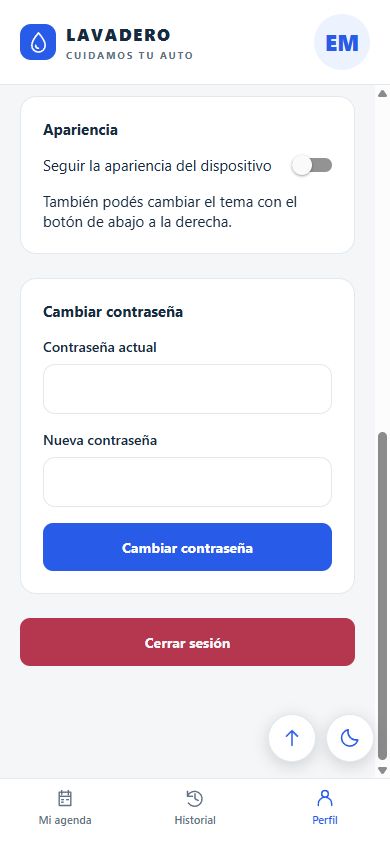 LAVADERO
CUIDAMOS TU AUTO
EM
Apariencia
Seguir la apariencia del dispositivo
También podés cambiar el tema con el
botón de abajo a la derecha.
Cambiar contraseña
Contraseña actual
Nueva contraseña
Cambiar contraseña
Cerrar sesión
Mi agenda
Historial
Perfil